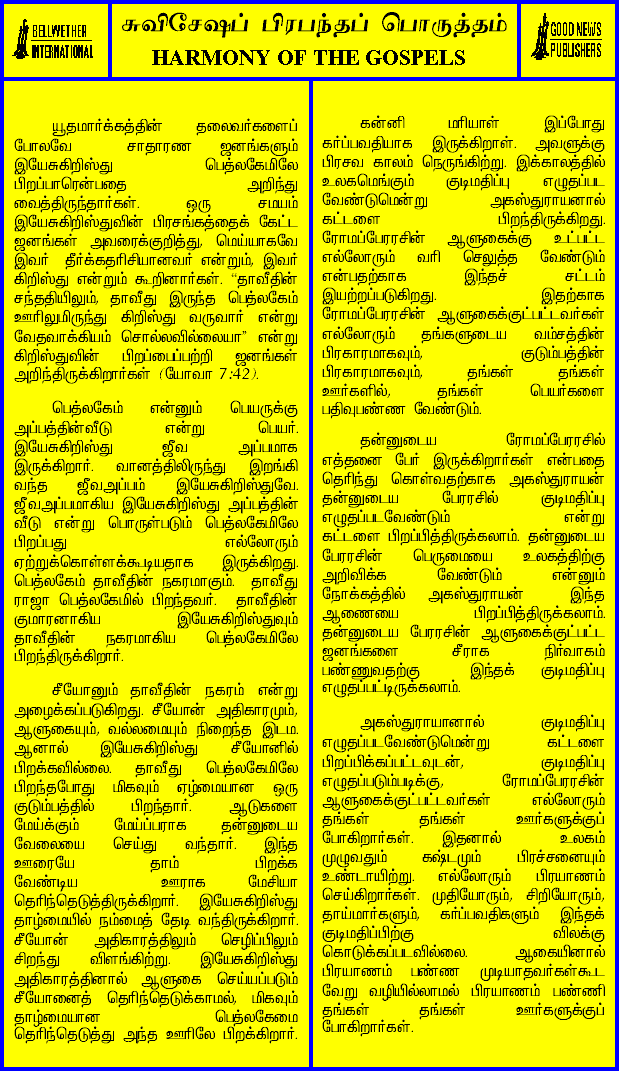 BELLWETHER
INTERNATIONAL
சுவிசேஷப் பிரபந்தப் பொருத்தம்
HARMONY OF THE GOSPELS
GOOD NEWS
PUBLISHERS
யூதமார்க்கத்தின் தலைவர்களைப்
போலவே சாதாரண ஜனங்களும்
இயேசுகிறிஸ்து பெத்லகேமிலே
பிறப்பாரென்பதை அறிந்து
வைத்திருந்தார்கள். ஒரு சமயம்
இயேசுகிறிஸ்துவின் பிரசங்கத்தைக் கேட்ட
ஜனங்கள் அவரைக்குறித்து, மெய்யாகவே
இவர் தீர்க்கதரிசியானவர் என்றும், இவர்
கிறிஸ்து என்றும் கூறினார்கள். "தாவீதின்
சந்ததியிலும், தாவீது இருந்த பெத்லகேம்
ஊரிலுமிருந்து கிறிஸ்து வருவார் என்று
வேதவாக்கியம் சொல்லவில்லையா" என்று
கிறிஸ்துவின் பிறப்பைப்பற்றி ஜனங்கள்
அறிந்திருக்கிறார்கள் (யோவா 7:42).
பெத்லகேம் என்னும் பெயருக்கு
அப்பத்தின்வீடு என்று பெயர்.
இயேசுகிறிஸ்து ஜீவ அப்பமாக
இருக்கிறார். வானத்திலிருந்து இறங்கி
வந்த ஜீவஅப்பம் இயேசுகிறிஸ்துவே.
ஜீவஅப்பமாகிய இயேசுகிறிஸ்து அப்பத்தின்
வீடு என்று பொருள்படும் பெத்லகேமிலே
பிறப்பது எல்லோரும்
ஏற்றுக்கொள்ளக்கூடியதாக இருக்கிறது.
பெத்லகேம் தாவீதின் நகரமாகும். தாவீது
ராஜா பெத்லகேமில் பிறந்தவர். தாவீதின்
குமாரனாகிய இயேசுகிறிஸ்துவும்
தாவீதின் நகரமாகிய பெத்லகேமிலே
பிறந்திருக்கிறார்.
சீயோனும் தாவீதின் நகரம் என்று
அழைக்கப்படுகிறது. சீயோன் அதிகாரமும்,
ஆளுகையும், வல்லமையும் நிறைந்த இடம்.
ஆனால் இயேசுகிறிஸ்து சீயோனில்
பிறக்கவில்லை. தாவீது பெத்லகேமிலே
பிறந்தபோது மிகவும் ஏழ்மையான ஒரு
குடும்பத்தில் பிறந்தார். ஆடுகளை
மேய்க்கும் மேய்ப்பராக தன்னுடைய
வேலையை செய்து வந்தார். இந்த
ஊரையே தாம் பிறக்க
வேண்டிய ஊராக மேசியா
தெரிந்தெடுத்திருக்கிறார். இயேசுகிறிஸ்து
தாழ்மையில் நம்மைத் தேடி வந்திருக்கிறார்.
சீயோன் அதிகாரத்திலும் செழிப்பிலும்
சிறந்து விளங்கிற்று. இயேசுகிறிஸ்து
அதிகாரத்தினால் ஆளுகை செய்யப்படும்
சீயோனைத் தெரிந்தெடுக்காமல், மிகவும்
தாழ்மையான பெத்லகேமை
தெரிந்தெடுத்து அந்த ஊரிலே பிறக்கிறார்.
கன்னி மரியாள் இப்போது
கர்ப்பவதியாக இருக்கிறாள். அவளுக்கு
பிரசவ காலம் நெருங்கிற்று. இக்காலத்தில்
உலகமெங்கும் குடிமதிப்பு எழுதப்பட
வேண்டுமென்று அகஸ்துராயனால்
கட்டளை பிறந்திருக்கிறது.
ரோமப்பேரரசின் ஆளுகைக்கு உட்பட்ட
எல்லோரும் வரி செலுத்த வேண்டும்
என்பதற்காக இந்தச் சட்டம்
இயற்றப்படுகிறது. இதற்காக
ரோமப்பேரரசின் ஆளுகைக்குட்பட்டவர்கள்
எல்லோரும் தங்களுடைய வம்சத்தின்
பிரகாரமாகவும், குடும்பத்தின்
பிரகாரமாகவும், தங்கள் தங்கள்
ஊர்களில், தங்கள் பெயர்களை
பதிவுபண்ண வேண்டும்.
தன்னுடைய ரோமப்பேரரசில்
எத்தனை பேர் இருக்கிறார்கள் என்பதை
தெரிந்து கொள்வதற்காக அகஸ்துராயன்
தன்னுடைய பேரரசில் குடிமதிப்பு
எழுதப்படவேண்டும் என்று
கட்டளை பிறப்பித்திருக்கலாம். தன்னுடைய
பேரரசின் பெருமையை உலகத்திற்கு
அறிவிக்க வேண்டும் என்னும்
நோக்கத்தில் அகஸ்துராயன் இந்த
ஆணையை பிறப்பித்திருக்கலாம்.
தன்னுடைய பேரரசின் ஆளுகைக்குட்பட்ட
ஜனங்களை சீராக நிர்வாகம்
பண்ணுவதற்கு இந்தக் குடிமதிப்பு
எழுதப்பட்டிருக்கலாம்.
அகஸ்துராயானால் குடிமதிப்பு
எழுதப்படவேண்டுமென்று கட்டளை
பிறப்பிக்கப்பட்டவுடன், குடிமதிப்பு
எழுதப்படும்படிக்கு, ரோமப்பேரரசின்
ஆளுகைக்குட்பட்டவர்கள் எல்லோரும்
தங்கள் தங்கள் ஊர்களுக்குப்
போகிறார்கள். இதனால் உலகம்
முழுவதும் கஷ்டமும் பிரச்சனையும்
உண்டாயிற்று. எல்லோரும் பிரயாணம்
செய்கிறார்கள். முதியோரும், சிறியோரும்,
தாய்மார்களும், கர்ப்பவதிகளும் இந்தக்
குடிமதிப்பிற்கு விலக்கு
கொடுக்கப்படவில்லை. ஆகையினால்
பிரயாணம் பண்ண முடியாதவர்கள்கூட
வேறு வழியில்லாமல் பிரயாணம் பண்ணி
தங்கள் தங்கள் ஊர்களுக்குப்
போகிறார்கள்.